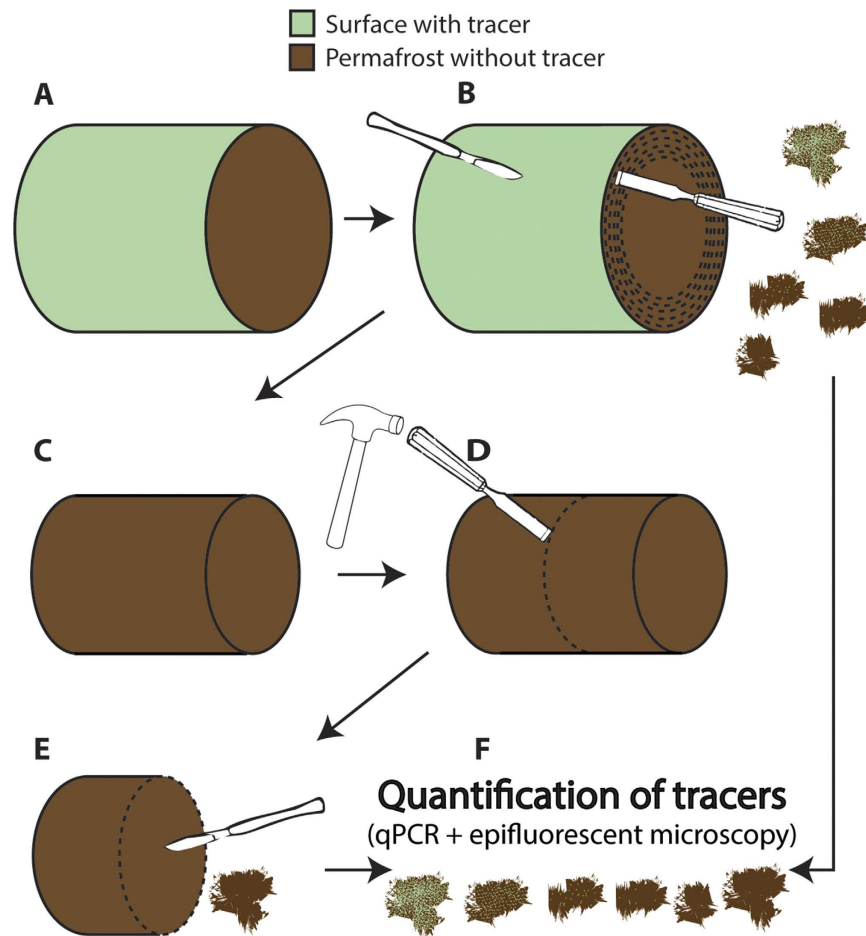 Surface with tracer
Permafrost without tracer
A
B
C
D
E
F
Quantification of tracers
(qPCR + epifluorescent microscopy)